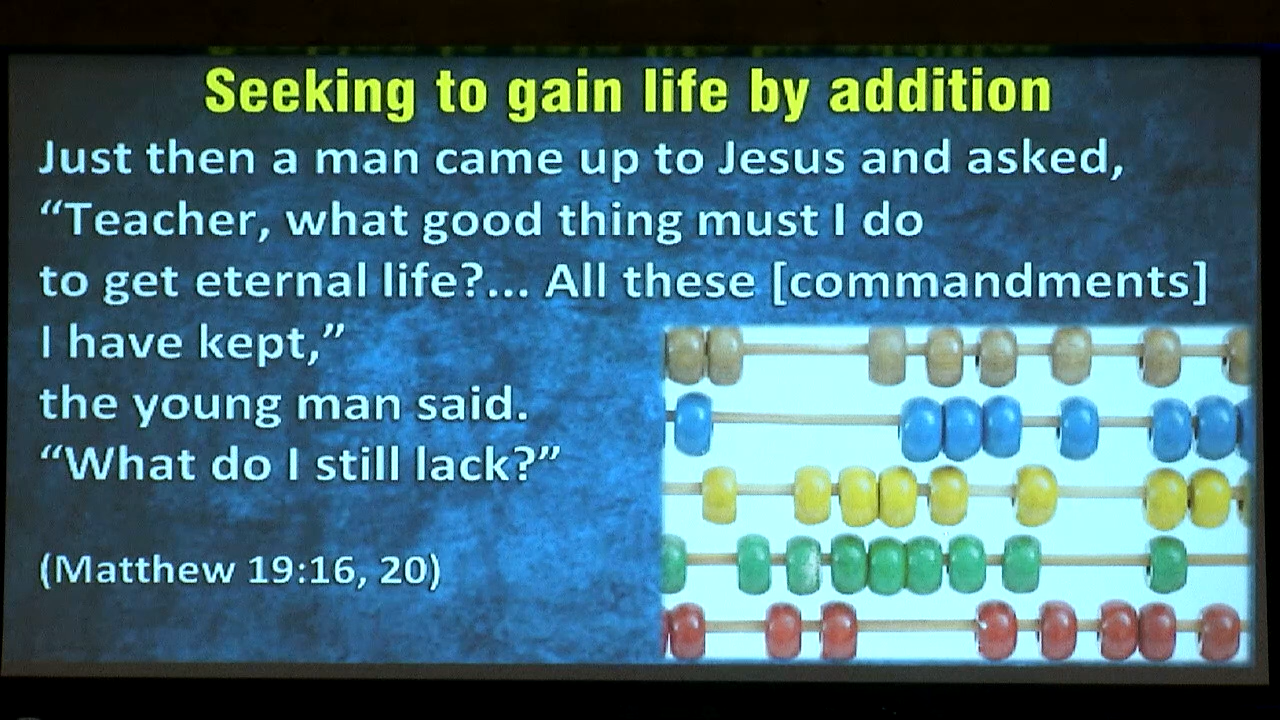 Seeking to gain life by addition
Just then a man came up to Jesus and asked,
“Teacher, what good thing must I do
to get eternal life?... All these [commandments]
I have kept,”
the young man said.
“What do I still lack?”
(Matthew 19:16, 20)